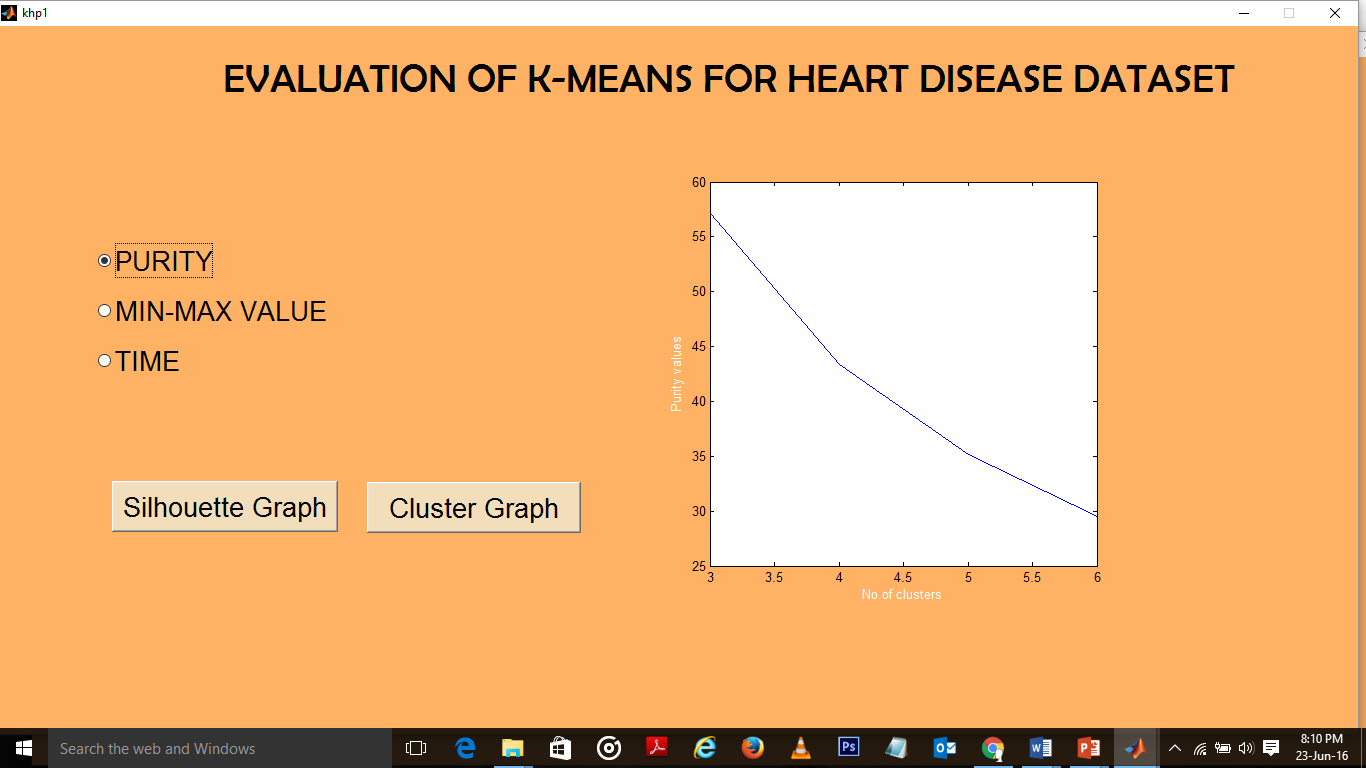 khp1
EVALUATION OF K-MEANS FOR HEART DISEASE DATASET
PURITY
MIN-MAX VALUE
TIME
Silhouette Graph
Cluster Graph
60
55
50
45
40
35
30
25
Purity values
3 3.5 4 4.5 5 5.5 6
No.of clusters
Search the web and Windows
Ps
8:10 PM
23-Jun-16